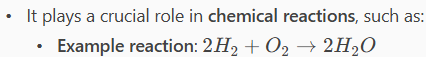 • It plays a crucial role in chemical reactions, such as:
• Example reaction: 2H₂ + O₂ → 2H₂O